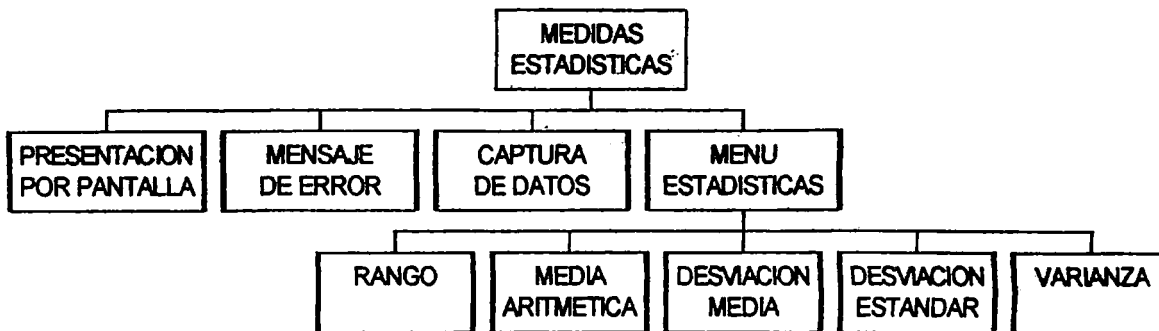 MEDIDAS
ESTADISTICAS
PRESENTACION
POR PANTALLA
MENSAJE
DE ERROR
CAPTURA
DE DATOS
MENU
ESTADISTICAS
RANGO
MEDIA
ARITMETICA
DESVIACION
MEDIA
DESVIACION
ESTANDAR
VARIANZA